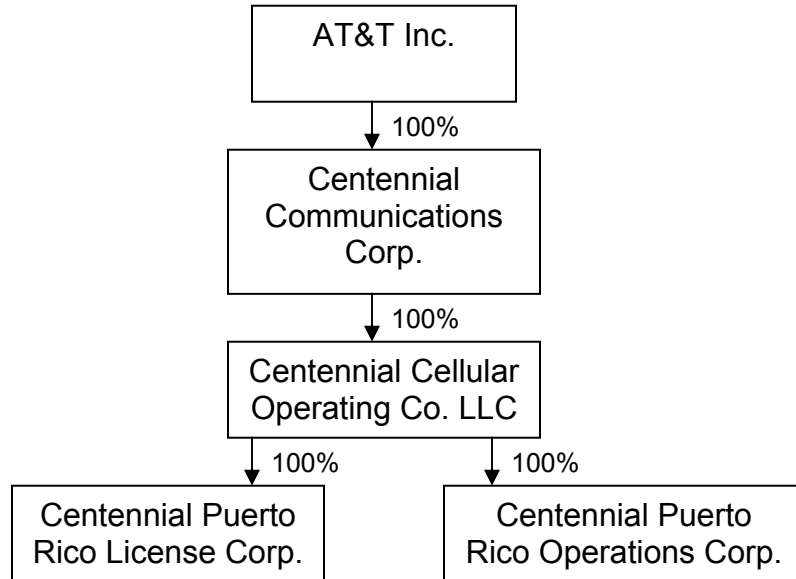 AT&T Inc.
100%
Centennial
Communications
Corp.
100%
Centennial Cellular
Operating Co. LLC
100%
100%
Centennial Puerto
Rico License Corp.
Centennial Puerto
Rico Operations Corp.